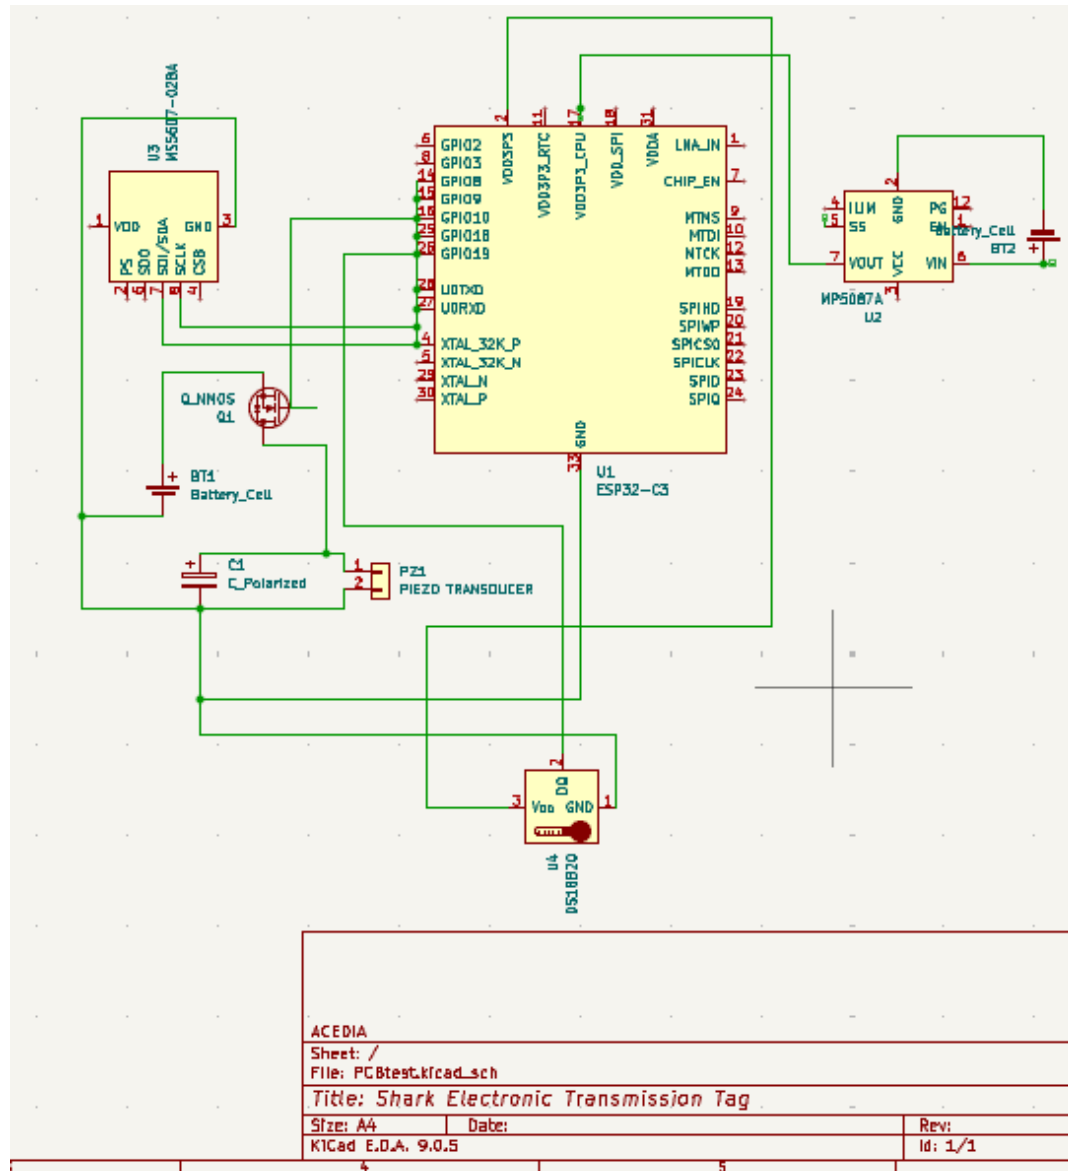 U3
MS5607-02BA
1
VDD
GND
3
PS
SDO
SDI/SDA
SCLK
CSB
2
6
7
8
4
6
GPIO2
8
GPIO3
14
GPIO8
15
GPIO9
16
GPIO10
25
GPIO18
26
GPIO19
28
U0TXD
27
U0RXD
4
XTAL_32K_P
5
XTAL_32K_N
29
XTAL_N
30
XTAL_P
2
11
17
18
31
VDD3P3
VDD3P3_RTC
VDD3P3_CPU
VDD_SPI
VDDA
LNA_IN
1
CHIP_EN
7
MTMS
9
MTDI
10
MTCK
12
MTDO
13
SPIHD
19
SPIWP
20
SPICS0
21
SPICLK
22
SPID
23
SPIQ
24
GND
33
U1
ESP32-C3
2
4
ILIM
GND
PG
12
5
SS
EN
1
Battery_Cell
BT2
+
7
VOUT
VCC
VIN
6
3
MP5087A
U2
Q_NMOS
Q1
+
BT1
Battery_Cell
+
C1
C_Polarized
1
2
PZ1
PIEZO TRANSDUCER
2
DQ
3
VDD
GND
1
U4
DS18B20
ACEDIA
Sheet: /
File: PCBtest.kicad_sch
Title: Shark Electronic Transmission Tag
Size: A4
Date:
Rev:
KiCad E.D.A. 9.0.5
Id: 1/1
4
5